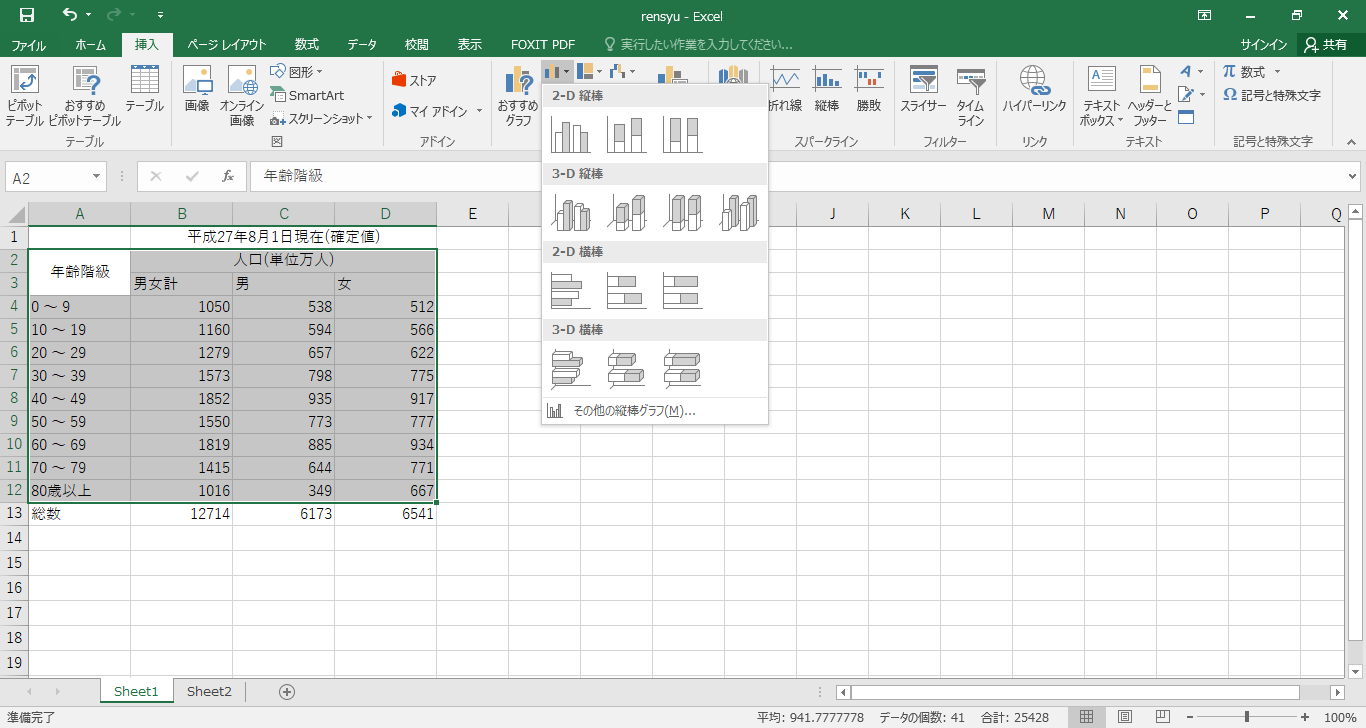 rensyu - Excel
ファイル ホーム 挿入 ページ レイアウト 数式 データ 校閲 表示 FOXIT PDF 実行したい作業を入力してください... サインイン 共有
ピボット
テーブル
おすすめ
ピボットテーブル
テーブル
テーブル
画像
オンライン
画像
図形
SmartArt
スクリーンショット
図
ストア
マイ アドイン
アドイン
おすすめ
グラフ
折れ線
縦棒
勝敗
スパークライン
スライサー
タイム
ライン
フィルター
ハイパーリンク
リンク
テキスト
ボックス
ヘッダーと
フッター
テキスト
π 数式
Ω 記号と特殊文字
記号と特殊文字
2-D 縦棒
3-D 縦棒
2-D 横棒
3-D 横棒
その他の縦棒グラフ(M)...
A2 fx 年齢階級
A B C D E J K L M N O P Q
1 平成27年8月1日現在(確定値)
2 年齢階級 人口(単位万人)
3 男女計 男 女
4 0 ～ 9 1050 538 512
5 10 ～ 19 1160 594 566
6 20 ～ 29 1279 657 622
7 30 ～ 39 1573 798 775
8 40 ～ 49 1852 935 917
9 50 ～ 59 1550 773 777
10 60 ～ 69 1819 885 934
11 70 ～ 79 1415 644 771
12 80歳以上 1016 349 667
13 総数 12714 6173 6541
14
15
16
17
18
19
Sheet1 Sheet2
準備完了 平均: 941.7777778 データの個数: 41 合計: 25428 100%